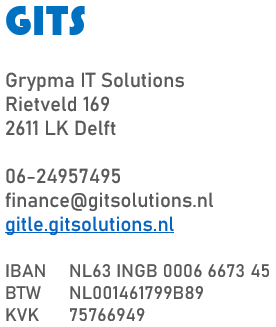 GITS
Grypma IT Solutions
Rietveld 169
2611 LK Delft
06-24957495
finance@gitsolutions.nl
gitle.gitsolutions.nl
IBAN NL63 INGB 0006 6673 45
BTW NL001461799B89
KVK 75766949